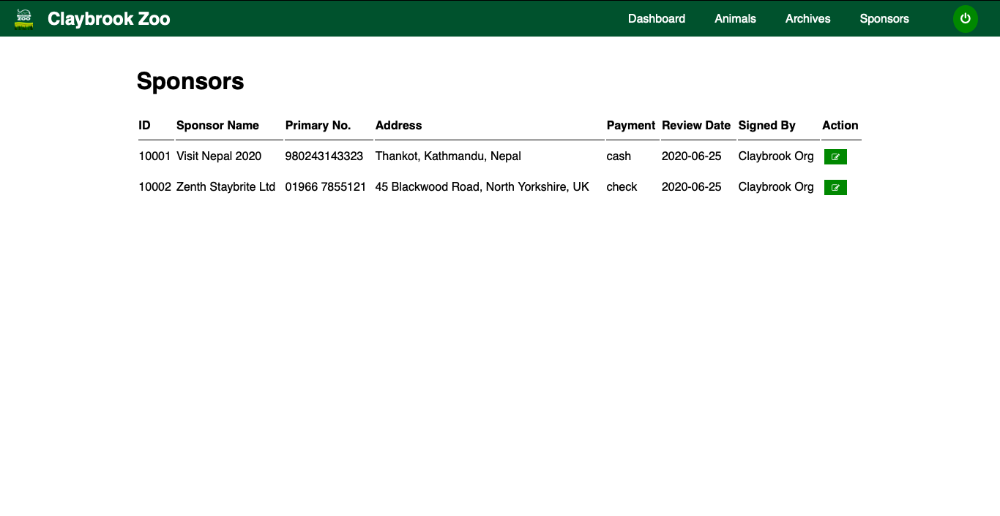 ZOO
Claybrook Zoo Dashboard Animals Archives Sponsors
Sponsors
ID Sponsor Name Primary No. Address Payment Review Date Signed By Action
10001 Visit Nepal 2020 980243143323 Thankot, Kathmandu, Nepal cash 2020-06-25 Claybrook Org
10002 Zenth Staybrite Ltd 01966 7855121 45 Blackwood Road, North Yorkshire, UK check 2020-06-25 Claybrook Org